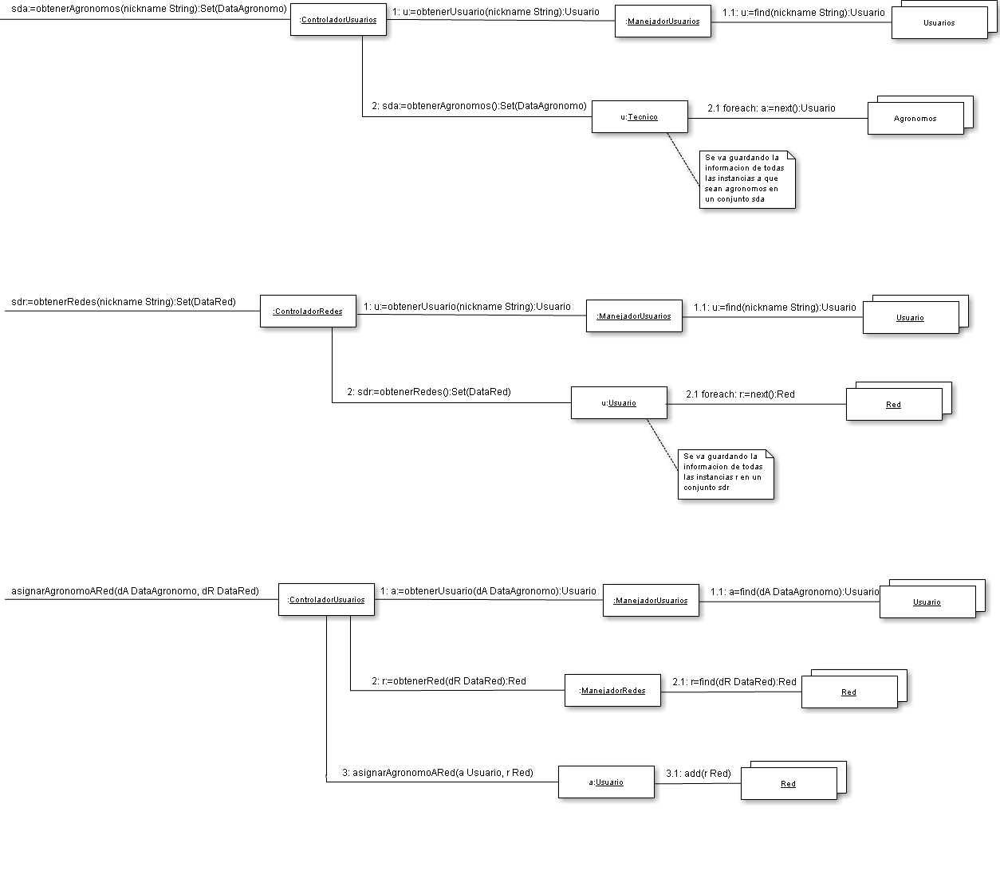 sda:=obtenerAgronomos(nickname String):Set(DataAgronomo)
:ControladorUsuarios
1: u:=obtenerUsuario(nickname String):Usuario
:ManejadorUsuarios
1.1: u:=find(nickname String):Usuario
Usuarios
2: sda:=obtenerAgronomos():Set(DataAgronomo)
u:Tecnico
2.1 foreach: a:=next():Usuario
Agronomos
Se va guardando la
informacion de todas
las instancias a que
sean agronomos en
un conjunto sda
sdr:=obtenerRedes(nickname String):Set(DataRed)
:ControladorRedes
1: u:=obtenerUsuario(nickname String):Usuario
:ManejadorUsuarios
1.1: u:=find(nickname String):Usuario
Usuario
2: sdr:=obtenerRedes():Set(DataRed)
u:Usuario
2.1 foreach: r:=next():Red
Red
Se va guardando la
informacion de todas
las instancias r en un
conjunto sdr
asignarAgronomoARed(dA DataAgronomo, dR DataRed)
:ControladorUsuarios
1: a:=obtenerUsuario(dA DataAgronomo):Usuario
:ManejadorUsuarios
1.1: a=find(dA DataAgronomo):Usuario
Usuario
2: r:=obtenerRed(dR DataRed):Red
:ManejadorRedes
2.1: r=find(dR DataRed):Red
Red
3: asignarAgronomoARed(a Usuario, r Red)
a:Usuario
3.1: add(r Red)
Red